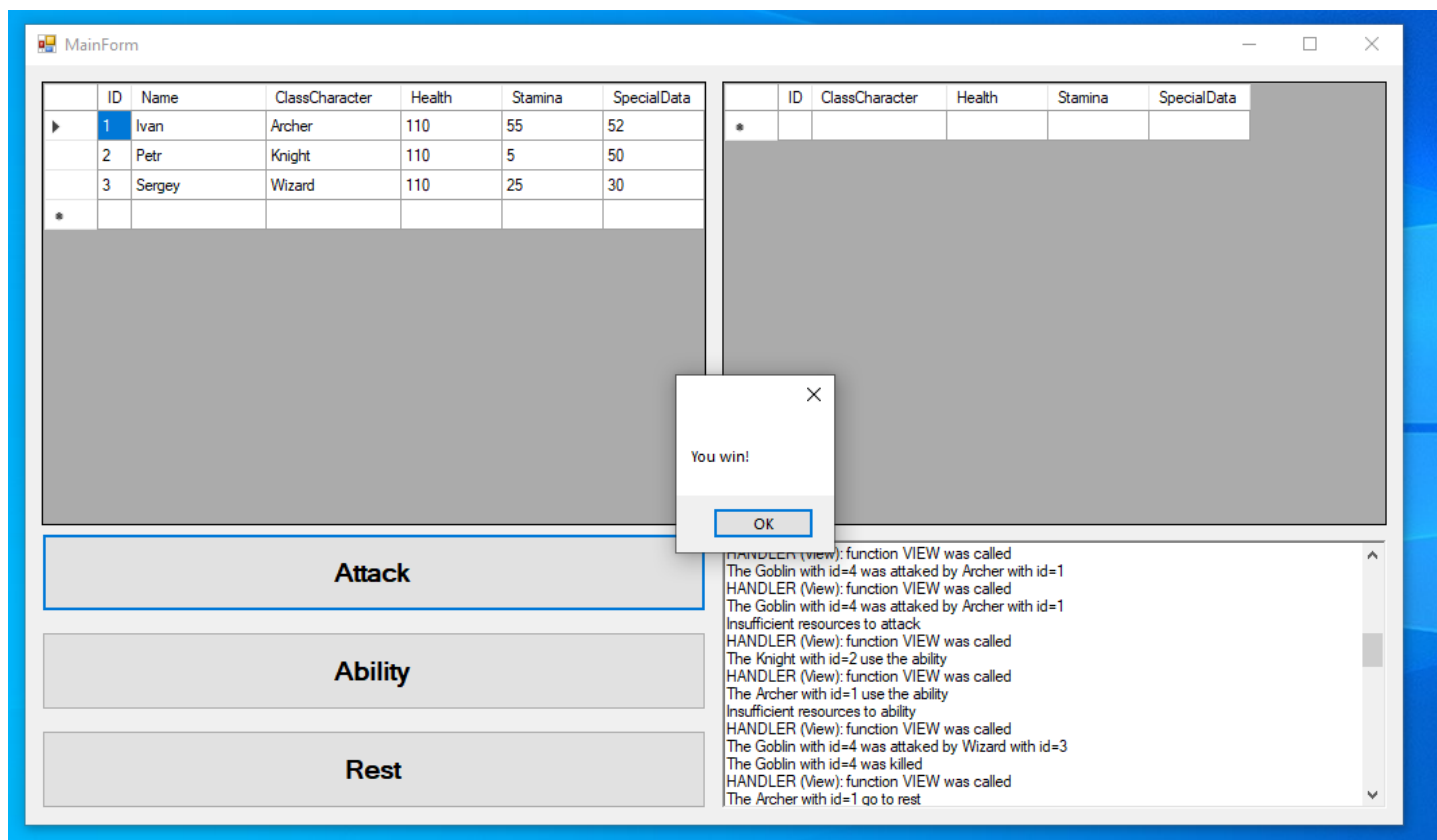 MainForm
ID Name ClassCharacter Health Stamina SpecialData
1 Ivan Archer 110 55 52
2 Petr Knight 110 5 50
3 Sergey Wizard 110 25 30
ID ClassCharacter Health Stamina SpecialData
You win!
OK
Attack
Ability
Rest
HANDLER (View): function VIEW was called
The Goblin with id=4 was attaked by Archer with id=1
HANDLER (View): function VIEW was called
The Goblin with id=4 was attaked by Archer with id=1
Insufficient resources to attack
HANDLER (View): function VIEW was called
The Knight with id=2 use the ability
HANDLER (View): function VIEW was called
The Archer with id=1 use the ability
Insufficient resources to ability
HANDLER (View): function VIEW was called
The Goblin with id=4 was attaked by Wizard with id=3
The Goblin with id=4 was killed
HANDLER (View): function VIEW was called
The Archer with id=1 go to rest